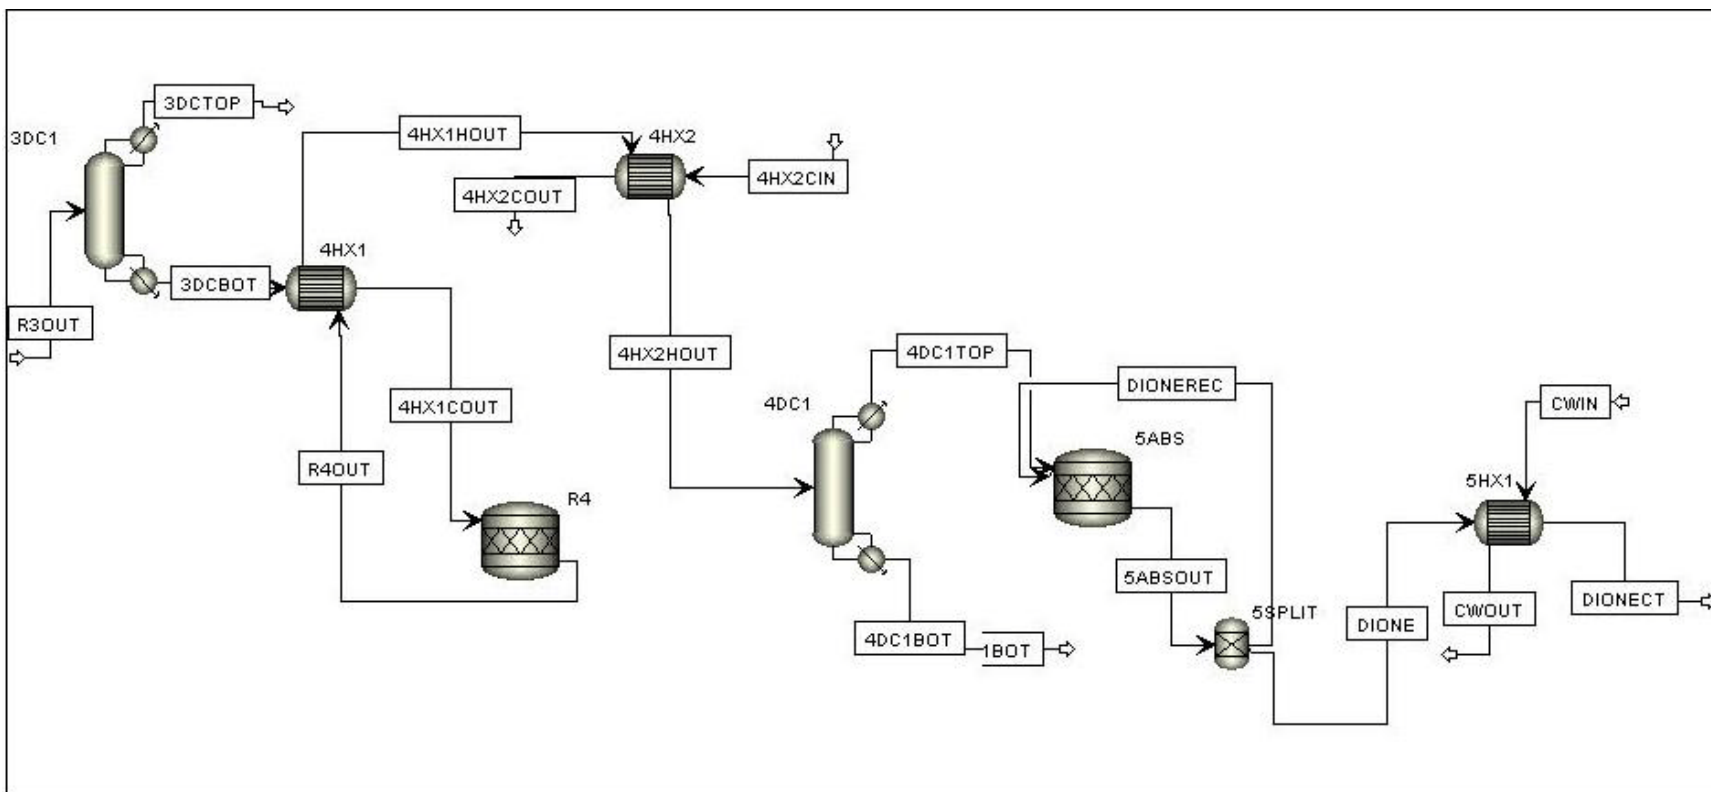 3DCTOP
3DC1
4HX1HOUT
4HX2
4HX2CIN
4HX2COUT
4HX1
3DCBOT
R3OUT
4HX2HOUT
4DC1TOP
DIONEREC
4HX1COUT
4DC1
CWIN
5ABS
R4OUT
R4
5HX1
5ABSOUT
DIONECT
CWOUT
5SPLIT
DIONE
4DC1BOT
1BOT